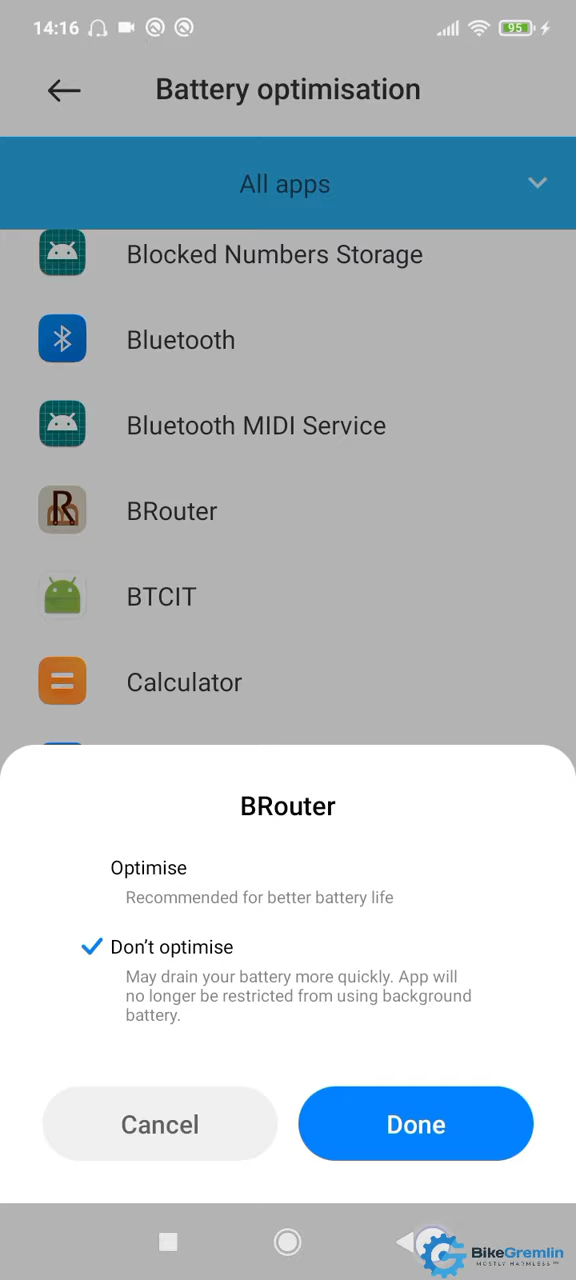 14:16
95
Battery optimisation
All apps
Blocked Numbers Storage
Bluetooth
Bluetooth MIDI Service
BRouter
BTCIT
Calculator
BRouter
Optimise
Recommended for better battery life
Don't optimise
May drain your battery more quickly. App will
no longer be restricted from using background
battery.
Cancel
Done
BikeGremlin
MOSTLY HARMLESS